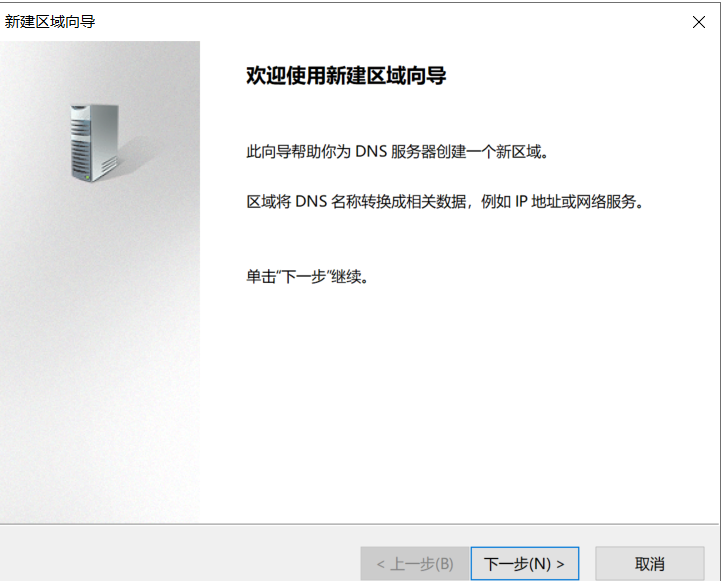 新建区域向导
欢迎使用新建区域向导
此向导帮助你为 DNS 服务器创建一个新区域。
区域将 DNS 名称转换成相关数据，例如 IP 地址或网络服务。
单击"下一步"继续。
< 上一步(B)
下一步(N) >
取消